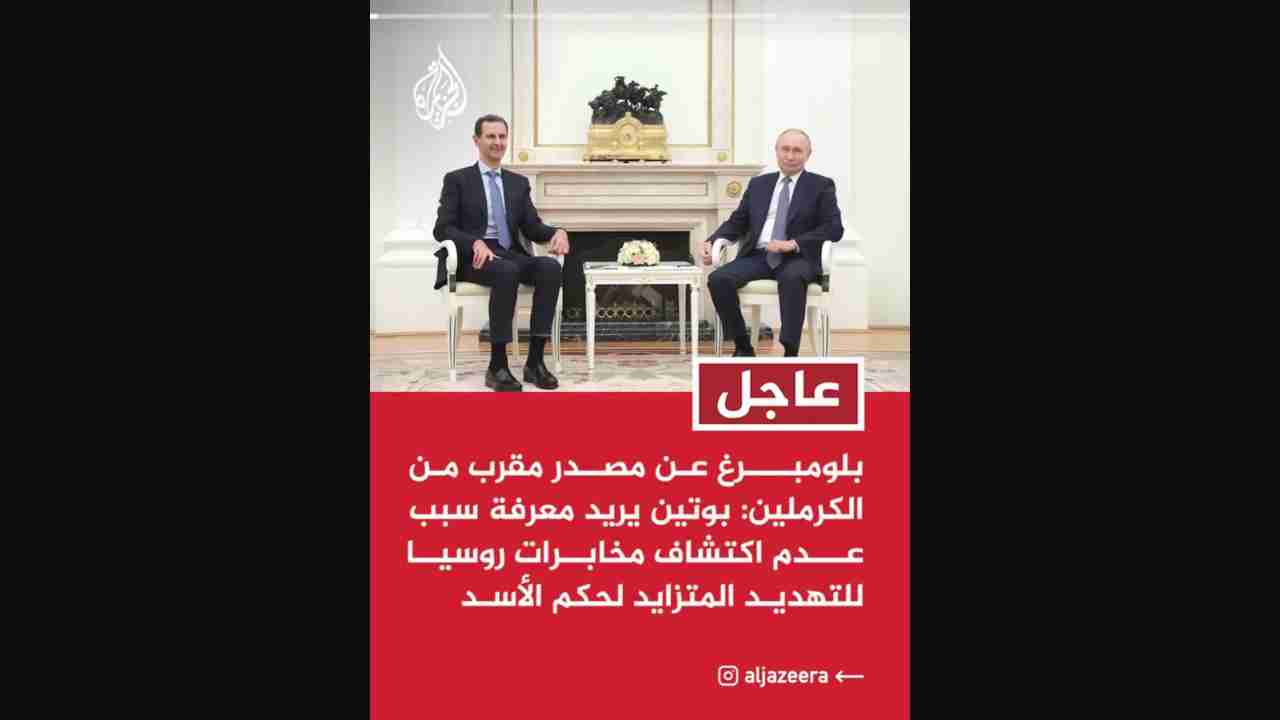 الجزيرة
عاجل
بلومبرغ عن مصدر مقرب من
الكرملين: بوتين يريد معرفة سبب
عدم اكتشاف مخابرات روسيا
للتهديد المتزايد لحكم الأسد
aljazeera